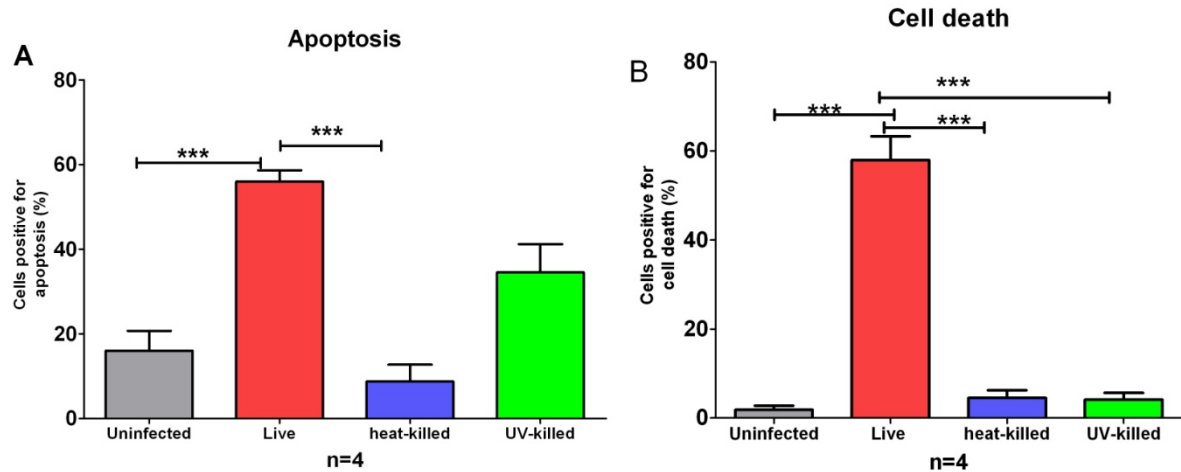 A
Apoptosis
Cells positive for
apoptosis (%)
80
60
40
20
0
***
***
Uninfected
Live
heat-killed
UV-killed
n=4
B
Cell death
Cells positive for
cell death (%)
80
60
40
20
0
***
***
***
Uninfected
Live
heat-killed
UV-killed
n=4